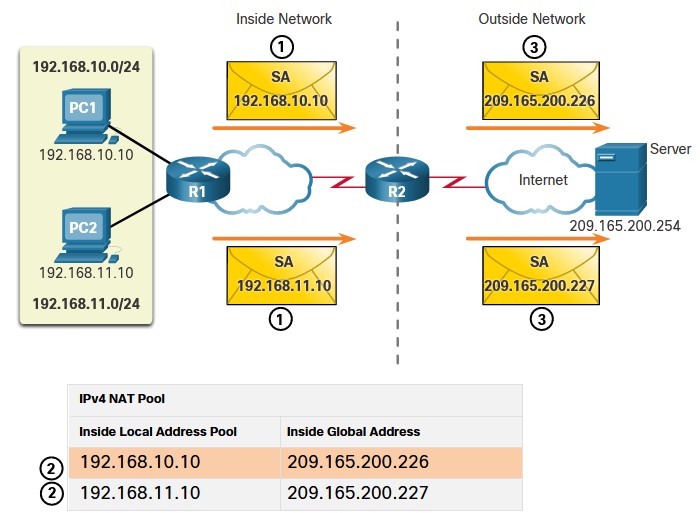 Inside Network
Outside Network
1
3
192.168.10.0/24
SA
192.168.10.10
SA
209.165.200.226
PC1
192.168.10.10
R1
R2
Internet
Server
209.165.200.254
PC2
192.168.11.10
192.168.11.0/24
SA
192.168.11.10
SA
209.165.200.227
1
3
IPv4 NAT Pool
Inside Local Address Pool Inside Global Address
2 192.168.10.10 209.165.200.226
2 192.168.11.10 209.165.200.227